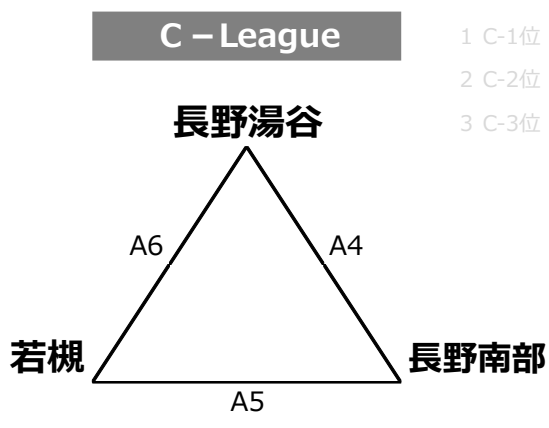 C－League
1 C-1位
2 C-2位
3 C-3位
長野湯谷
A6
A4
若槻
長野南部
A5